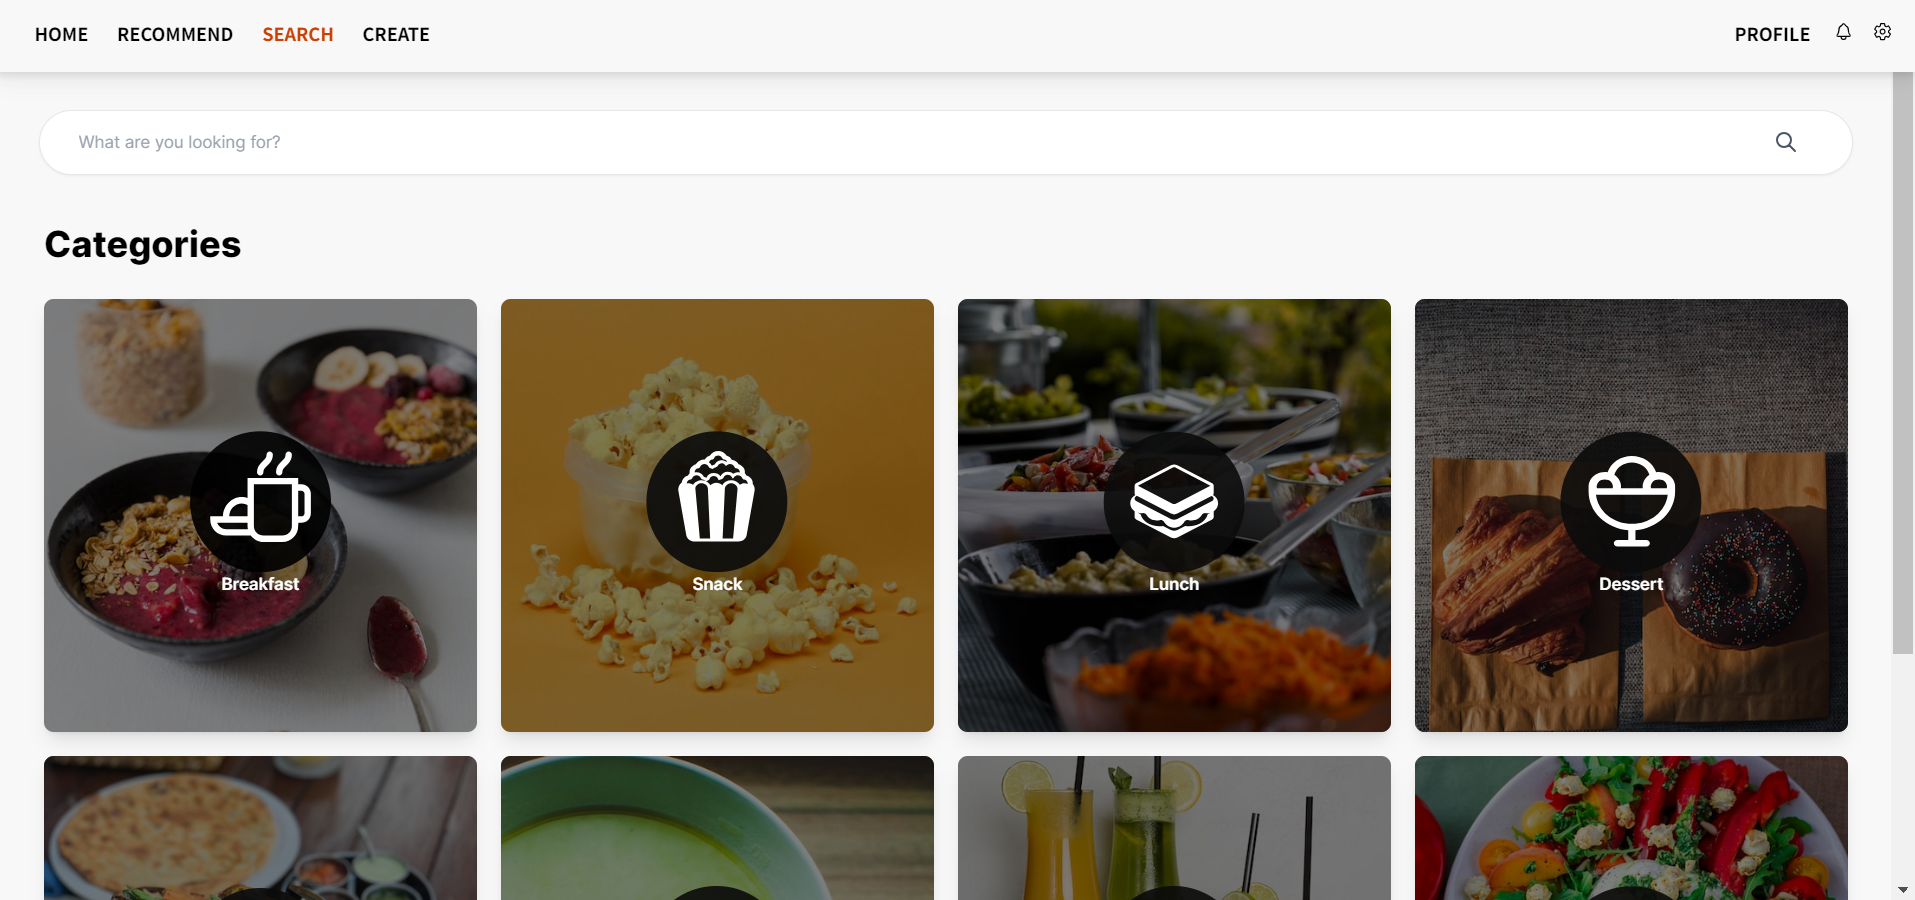 HOME RECOMMEND SEARCH CREATE PROFILE
What are you looking for?
Categories
Breakfast
Snack
Lunch
Dessert